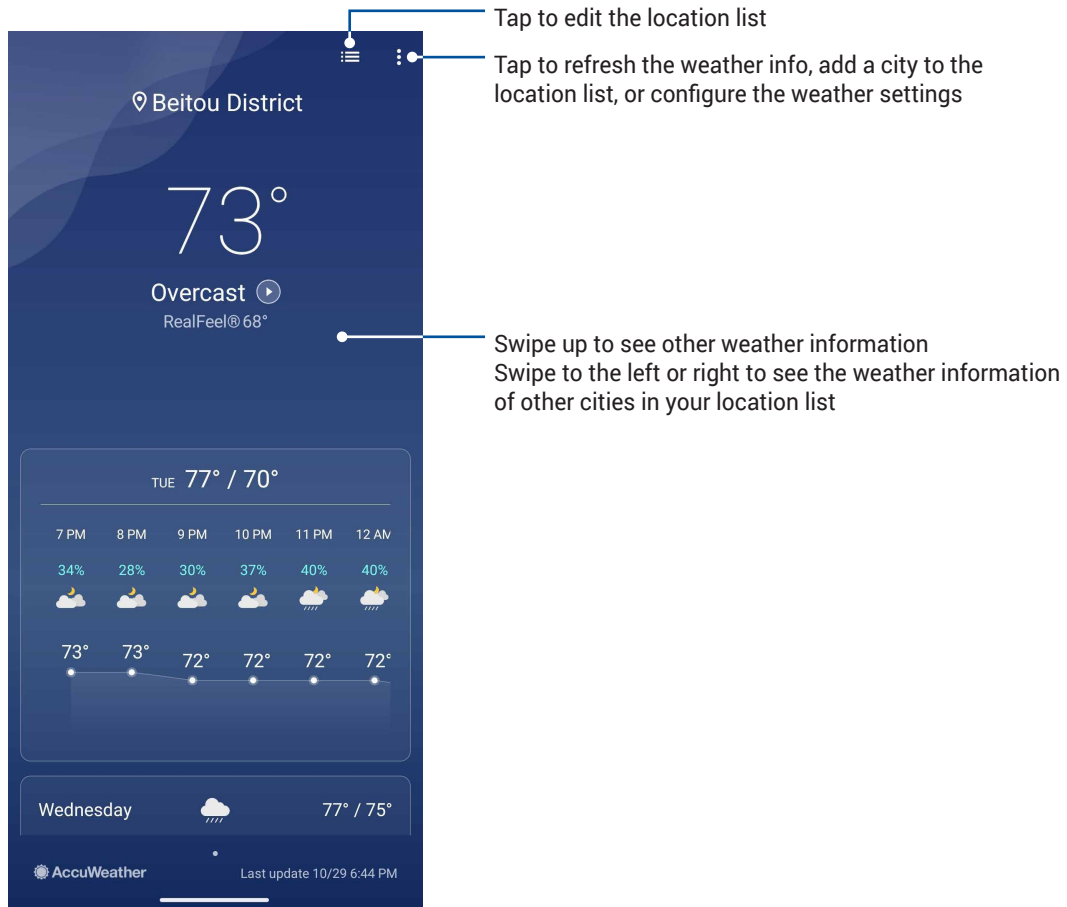 Tap to edit the location list
Tap to refresh the weather info, add a city to the
location list, or configure the weather settings
Beitou District
73°
Overcast
RealFeel® 68°
Swipe up to see other weather information
Swipe to the left or right to see the weather information
of other cities in your location list
TUE 77° / 70°
7 PM 8 PM 9 PM 10 PM 11 PM 12 AM
34% 28% 30% 37% 40% 40%
73° 73° 72° 72° 72° 72°
Wednesday 77° / 75°
AccuWeather Last update 10/29 6:44 PM